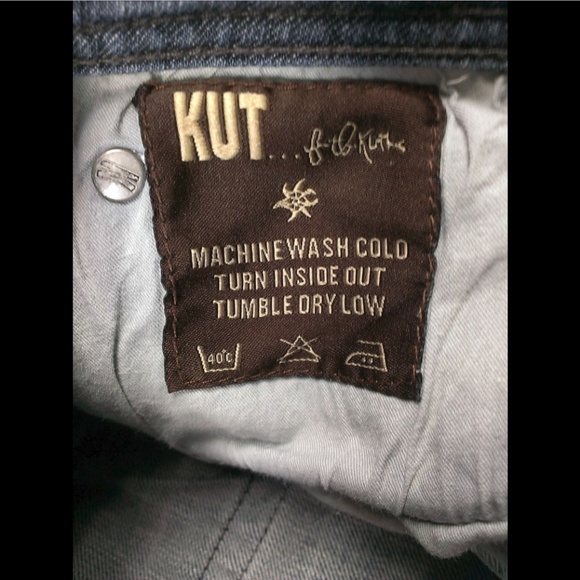 KUT...
MACHINE WASH COLD
TURN INSIDE OUT
TUMBLE DRY LOW
40°C